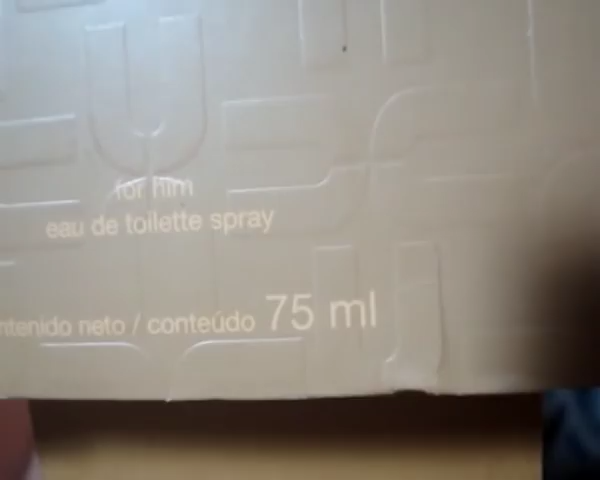 for him
eau de toilette spray
ntenido neto / conteúdo 75 ml